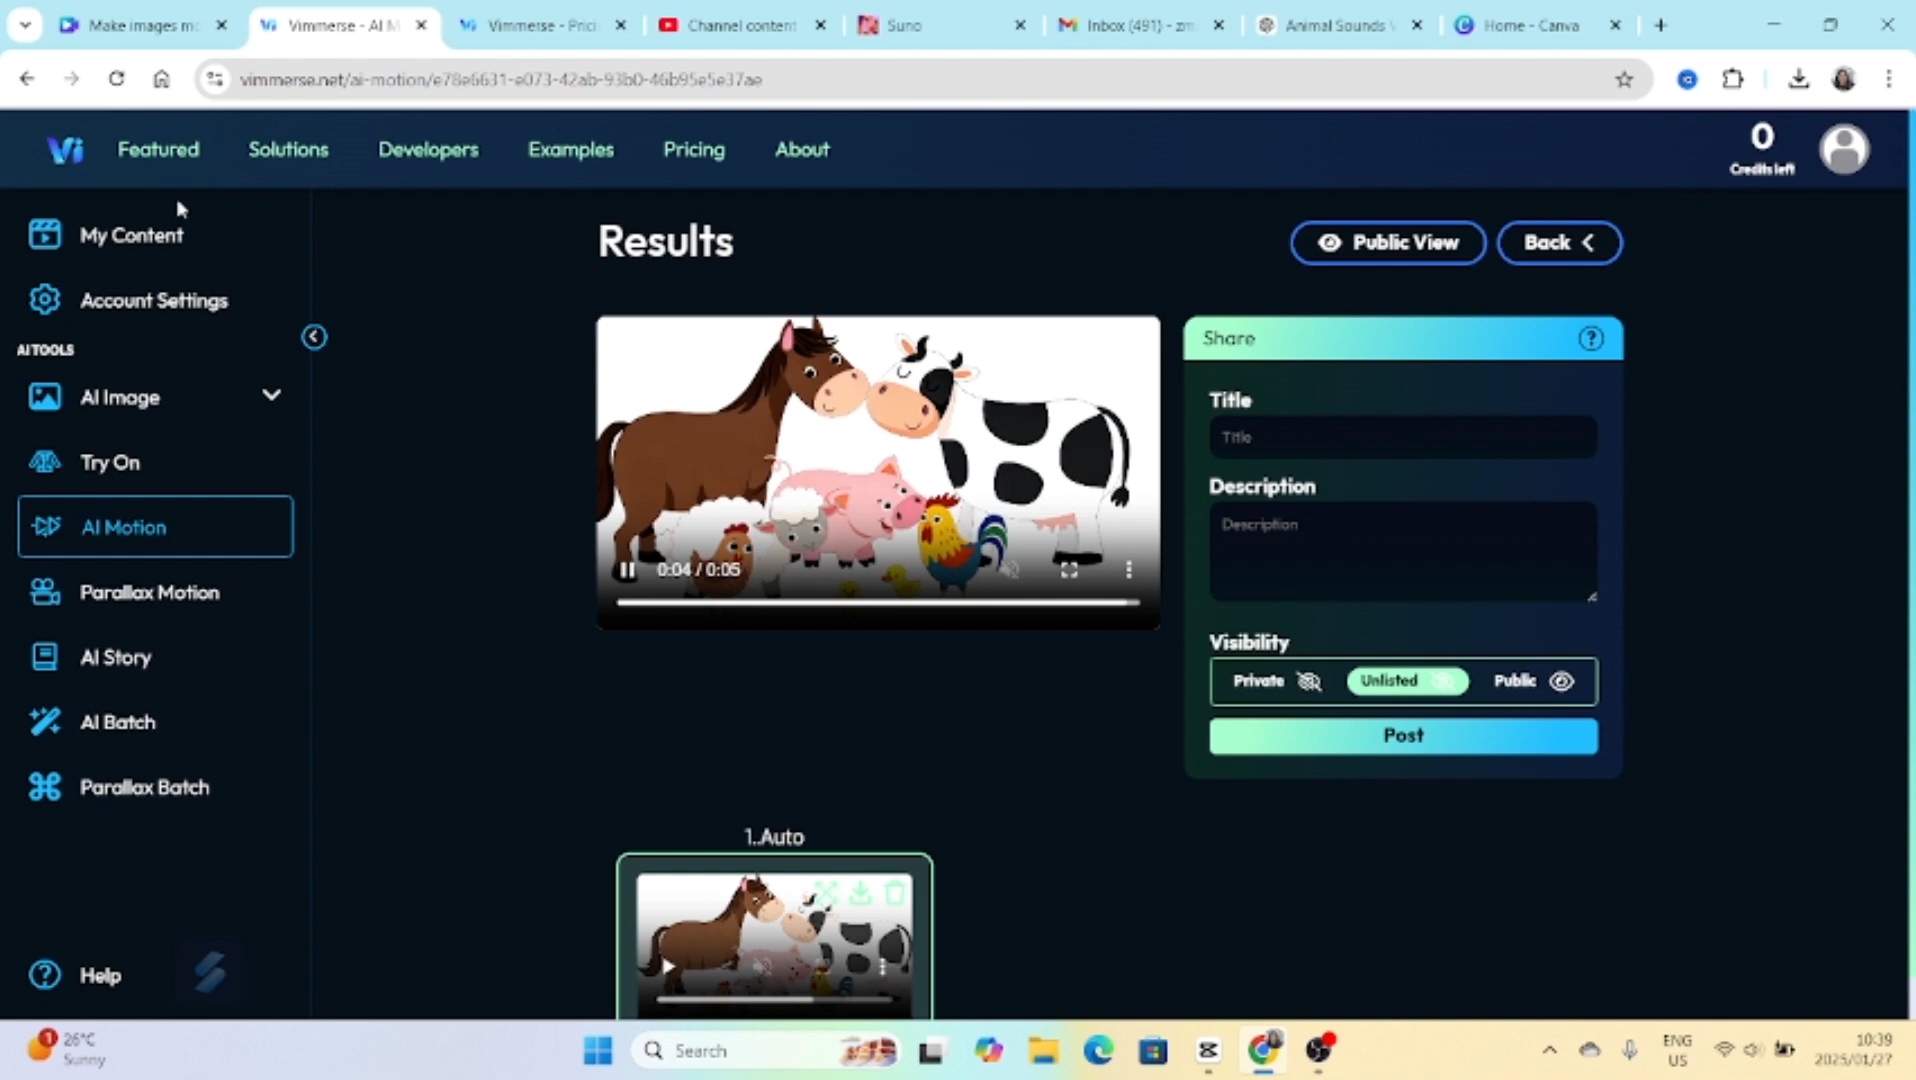 Make images mo
Vimmerse - AI M
Vimmerse - Prici
Channel content
Suno
Inbox (491) - zm
Animal Sounds V
Home - Canva
vimmerse.net/ai-motion/e78e6631-e073-42ab-93b0-46b95e5e37ae
Vi
Featured
Solutions
Developers
Examples
Pricing
About
0
Credits left
My Content
Account Settings
AI TOOLS
AI Image
Try On
AI Motion
Parallax Motion
AI Story
AI Batch
Parallax Batch
Help
Results
Public View
Back
0:04 / 0:05
Share
Title
Title
Description
Description
Visibility
Private
Unlisted
Public
Post
1..Auto
1
26°C
Sunny
Search
ENG
US
10:39
2025/01/27